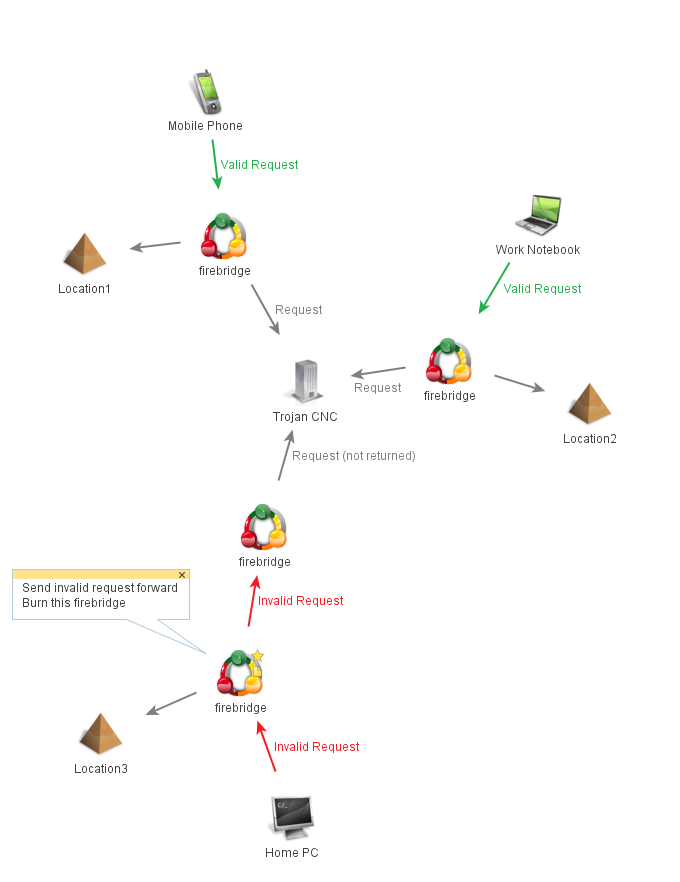 Mobile Phone
Valid Request
firebridge
Location1
Request
Work Notebook
Valid Request
firebridge
Request
Location2
Trojan CNC
Request (not returned)
firebridge
Invalid Request
Send invalid request forward
Burn this firebridge
firebridge
Invalid Request
Location3
Home PC